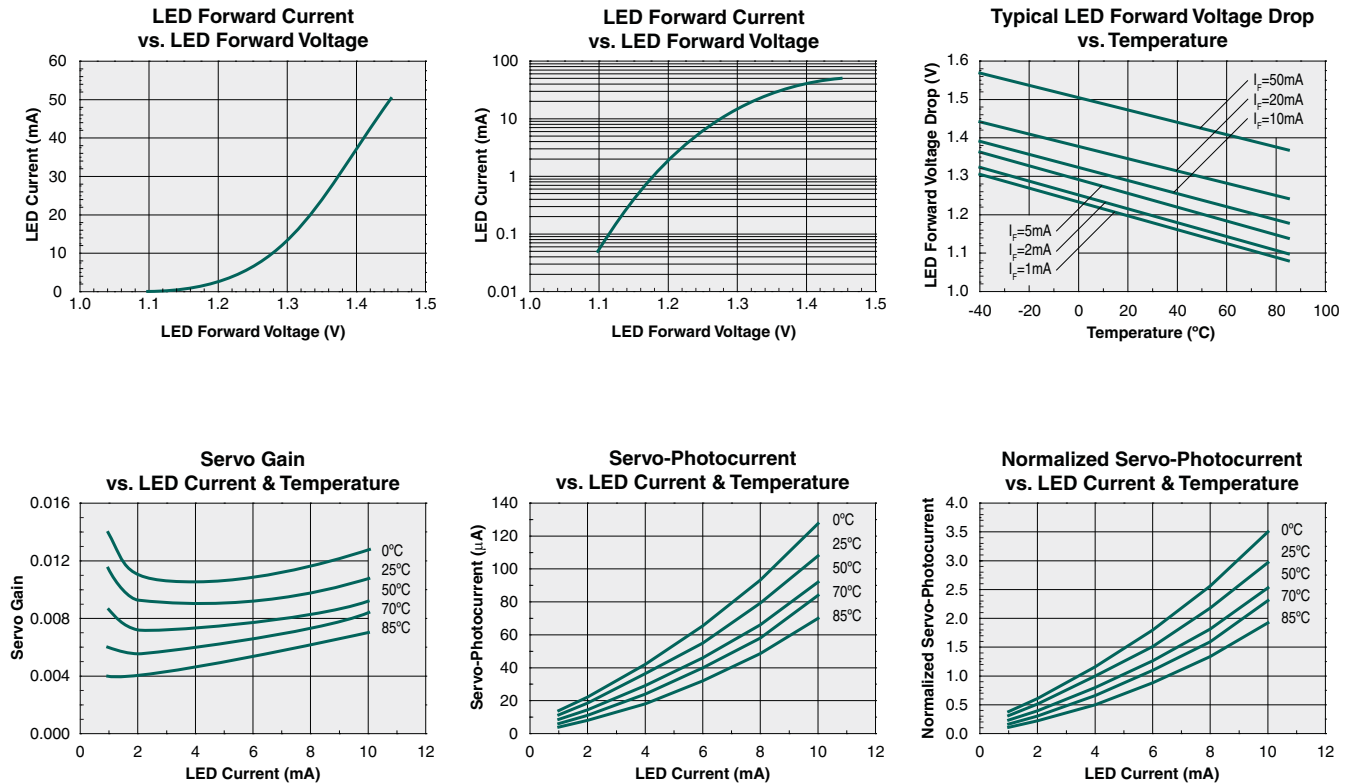 LED Forward Current
vs. LED Forward Voltage
60
50
40
30
20
10
0
LED Current (mA)
1.0 1.1 1.2 1.3 1.4 1.5
LED Forward Voltage (V)
LED Forward Current
vs. LED Forward Voltage
100
10
1
0.1
0.01
LED Current (mA)
1.0 1.1 1.2 1.3 1.4 1.5
LED Forward Voltage (V)
Typical LED Forward Voltage Drop
vs. Temperature
1.6
1.5
1.4
1.3
1.2
1.1
1.0
LED Forward Voltage Drop (V)
IF=50mA
IF=20mA
IF=10mA
IF=5mA
IF=2mA
IF=1mA
-40 -20 0 20 40 60 80 100
Temperature (ºC)
Servo Gain
vs. LED Current & Temperature
0.016
0.012
0.008
0.004
0.000
Servo Gain
0ºC
25ºC
50ºC
70ºC
85ºC
0 2 4 6 8 10 12
LED Current (mA)
Servo-Photocurrent
vs. LED Current & Temperature
140
120
100
80
60
40
20
0
Servo-Photocurrent (μA)
0ºC
25ºC
50ºC
70ºC
85ºC
0 2 4 6 8 10 12
LED Current (mA)
Normalized Servo-Photocurrent
vs. LED Current & Temperature
4.0
3.5
3.0
2.5
2.0
1.5
1.0
0.5
0.0
Normalized Servo-Photocurrent
0ºC
25ºC
50ºC
70ºC
85ºC
0 2 4 6 8 10 12
LED Current (mA)